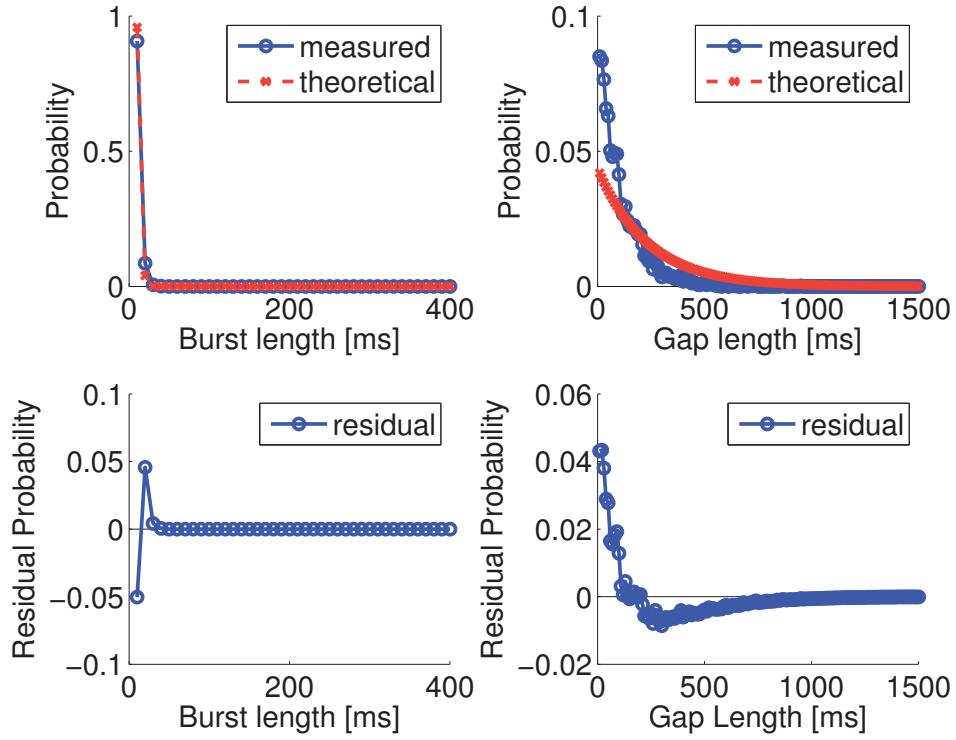 1
0.5
0
Probability
measured
theoretical
0
200
400
Burst length [ms]
0.1
0.05
0
Probability
measured
theoretical
0
500
1000
1500
Gap length [ms]
0.1
0.05
0
−0.05
−0.1
Residual Probability
residual
0
200
400
Burst length [ms]
0.06
0.04
0.02
0
−0.02
Residual Probability
residual
0
500
1000
1500
Gap Length [ms]